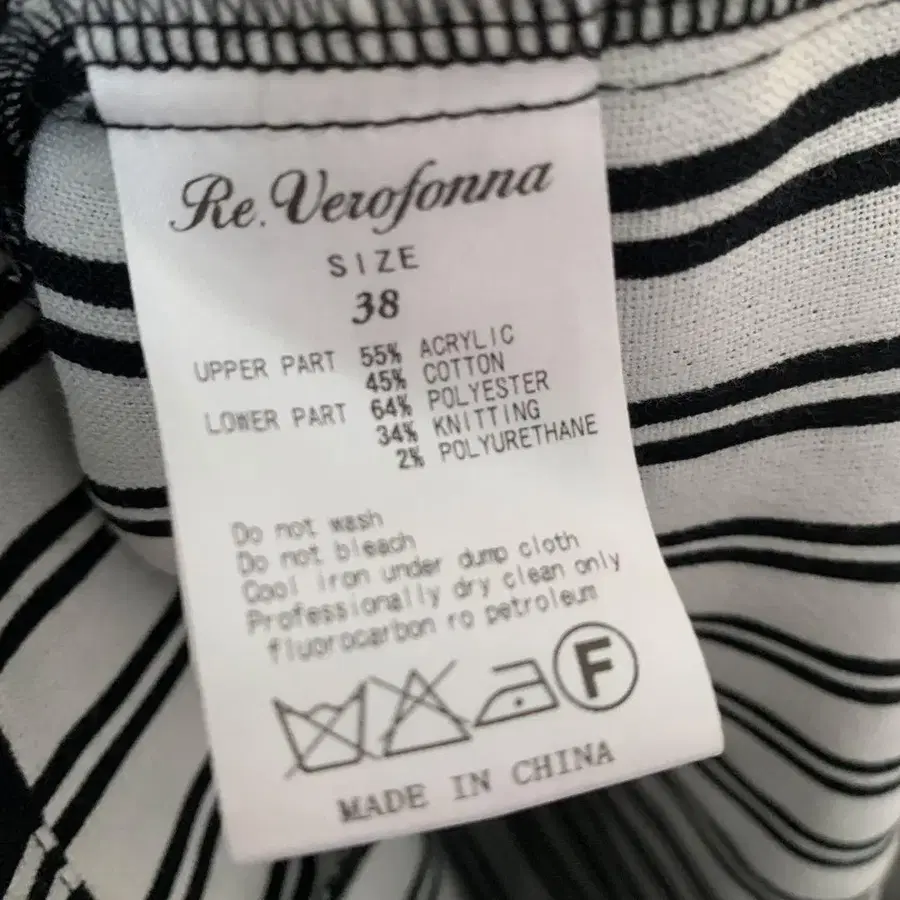 Re.Verofonna
SIZE
38
UPPER PART 55% ACRYLIC
45% COTTON
LOWER PART 64% POLYESTER
34% KNITTING
2% POLYURETHANE
Do not wash
Do not bleach
Cool iron under dump cloth
Professionally dry clean only
fluorocarbon ro petroleum
F
MADE IN CHINA